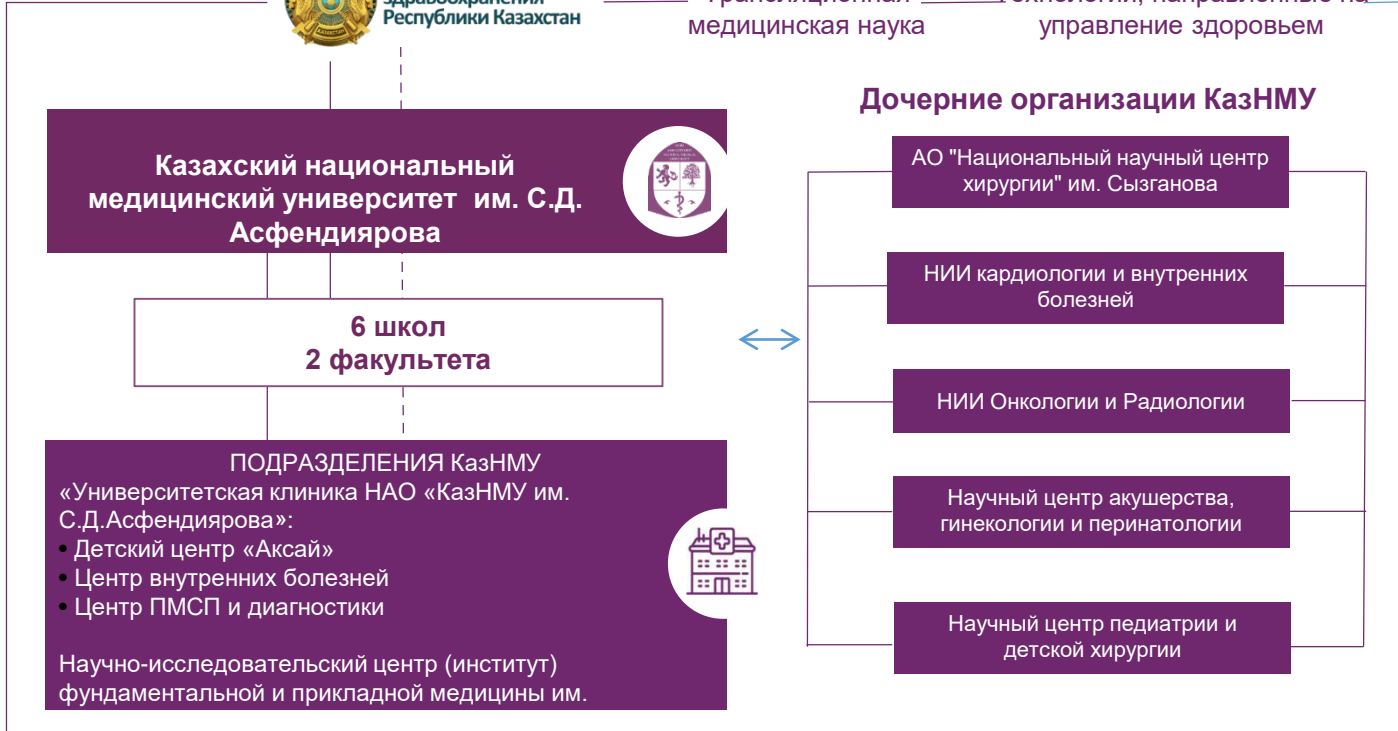 здравоохранения
Республики Казахстан
медицинская наука
направленные на
управление здоровьем
Дочерние организации КазНМУ
Казахский национальный
медицинский университет им. С.Д.
Асфендиярова
6 школ
2 факультета
ПОДРАЗДЕЛЕНИЯ КазНМУ
«Университетская клиника НАО «КазНМУ им.
С.Д.Асфендиярова»:
• Детский центр «Аксай»
• Центр внутренних болезней
• Центр ПМСП и диагностики
Научно-исследовательский центр (институт)
фундаментальной и прикладной медицины им.
АО "Национальный научный центр
хирургии" им. Сызганова
НИИ кардиологии и внутренних
болезней
НИИ Онкологии и Радиологии
Научный центр акушерства,
гинекологии и перинатологии
Научный центр педиатрии и
детской хирургии